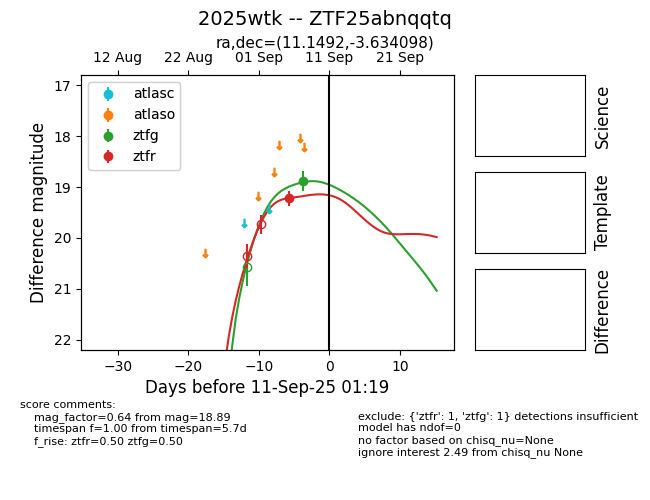 2025wtk -- ZTF25abnqqtq
ra,dec=(11.1492,-3.634098)
12 Aug 22 Aug 01 Sep 11 Sep 21 Sep
atlasc
atlaso
ztfg
ztfr
17
18
19
20
21
22
Difference magnitude
−30 −20 −10 0 10
Days before 11-Sep-25 01:19
Science
Template
Difference
score comments:
mag_factor=0.64 from mag=18.89
timespan f=1.00 from timespan=5.7d
f_rise: ztfr=0.50 ztfg=0.50
exclude: {'ztfr': 1, 'ztfg': 1} detections insufficient
model has ndof=0
no factor based on chisq_nu=None
ignore interest 2.49 from chisq_nu None